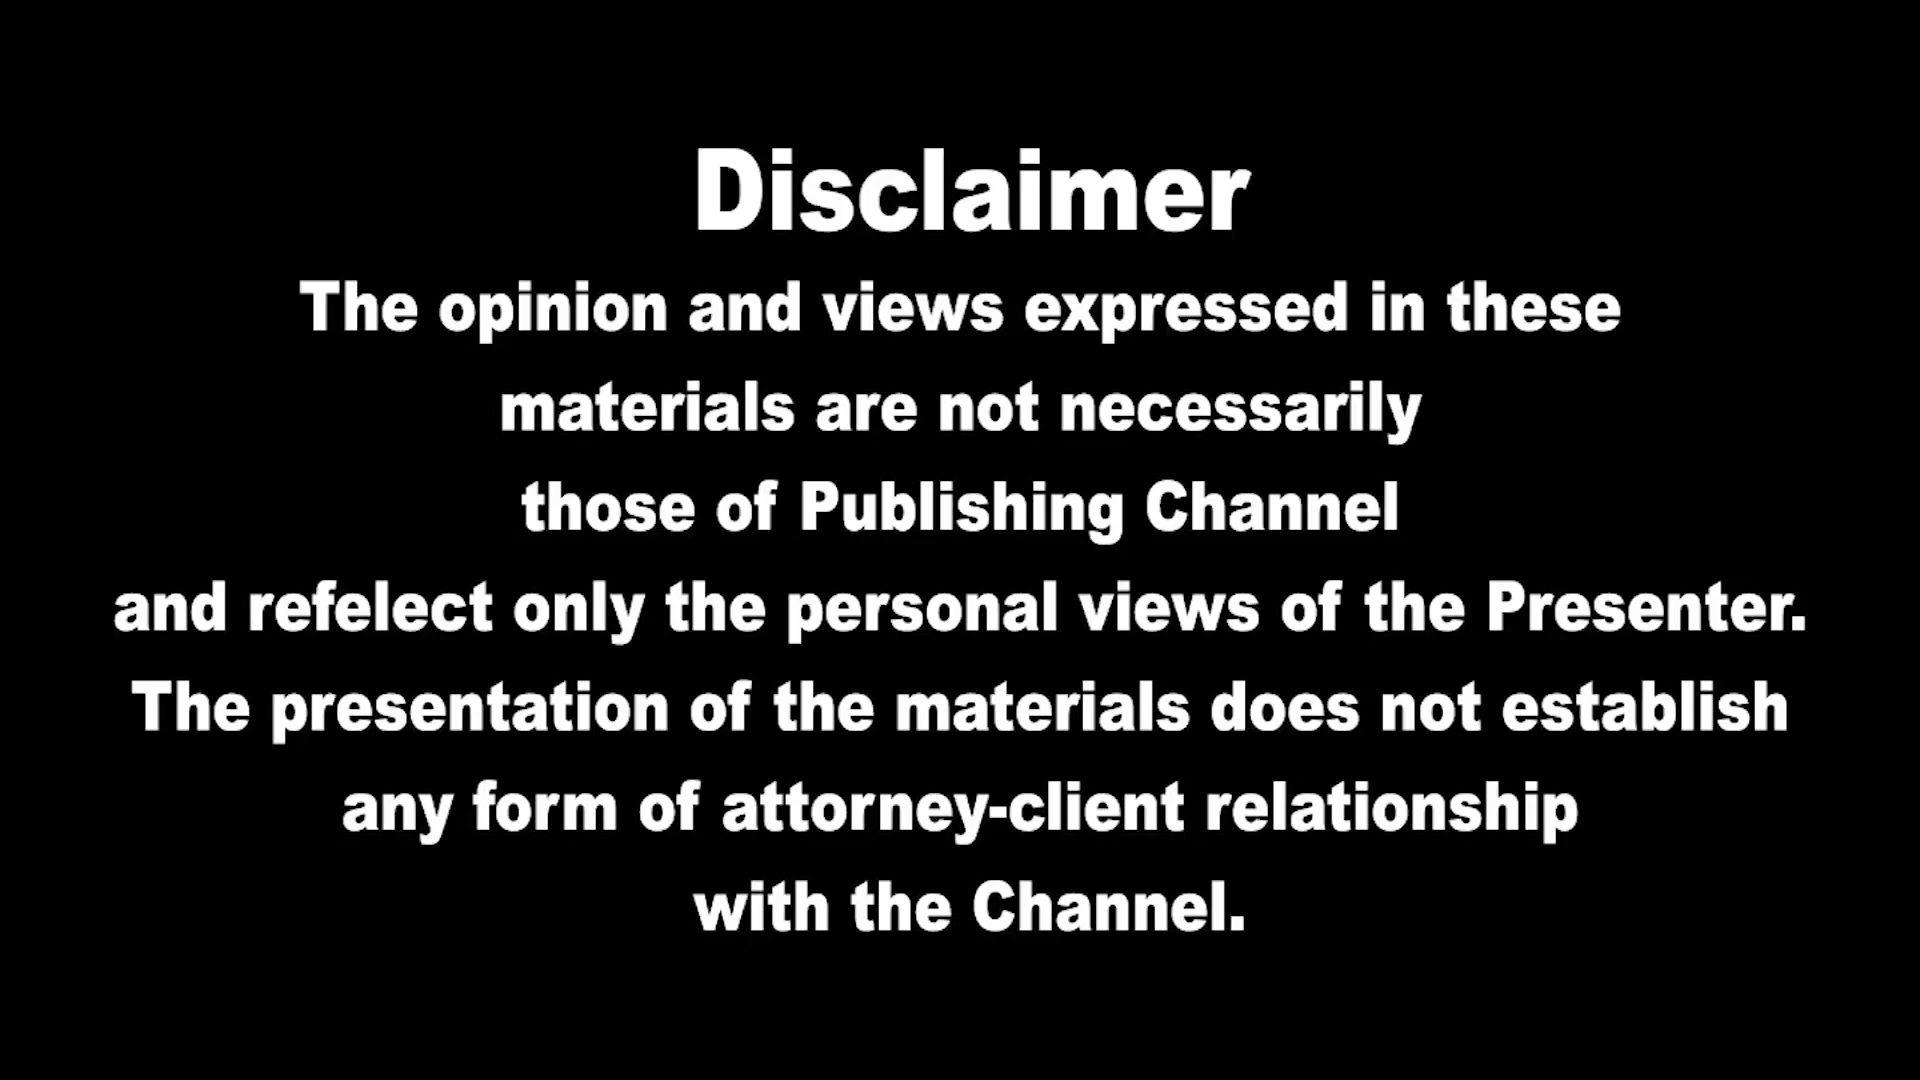 Disclaimer
The opinion and views expressed in these
materials are not necessarily
those of Publishing Channel
and refelect only the personal views of the Presenter.
The presentation of the materials does not establish
any form of attorney-client relationship
with the Channel.